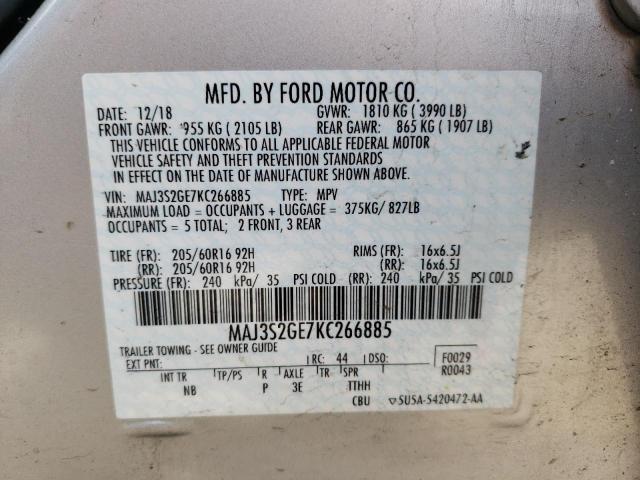 MFD. BY FORD MOTOR CO.
DATE: 12/18 GVWR: 1810 KG ( 3990 LB)
FRONT GAWR: 955 KG ( 2105 LB) REAR GAWR: 865 KG ( 1907 LB)
THIS VEHICLE CONFORMS TO ALL APPLICABLE FEDERAL MOTOR
VEHICLE SAFETY AND THEFT PREVENTION STANDARDS
IN EFFECT ON THE DATE OF MANUFACTURE SHOWN ABOVE.
VIN: MAJ3S2GE7KC266885 TYPE: MPV
MAXIMUM LOAD = OCCUPANTS + LUGGAGE = 375KG/ 827LB
OCCUPANTS = 5 TOTAL; 2 FRONT, 3 REAR
TIRE (FR): 205/60R16 92H RIMS (FR): 16x6.5J
(RR): 205/60R16 92H (RR): 16x6.5J
PRESSURE (FR): 240 kPa/ 35 PSI COLD (RR): 240 kPa/ 35 PSI COLD
MAJ3S2GE7KC266885
TRAILER TOWING - SEE OWNER GUIDE
EXT PNT: RC: 44 DSO: F0029
R0043
INT TR TP/PS R AXLE TR SPR
NB P 3E TTHH
CBU ▽SU5A-5420472-AA